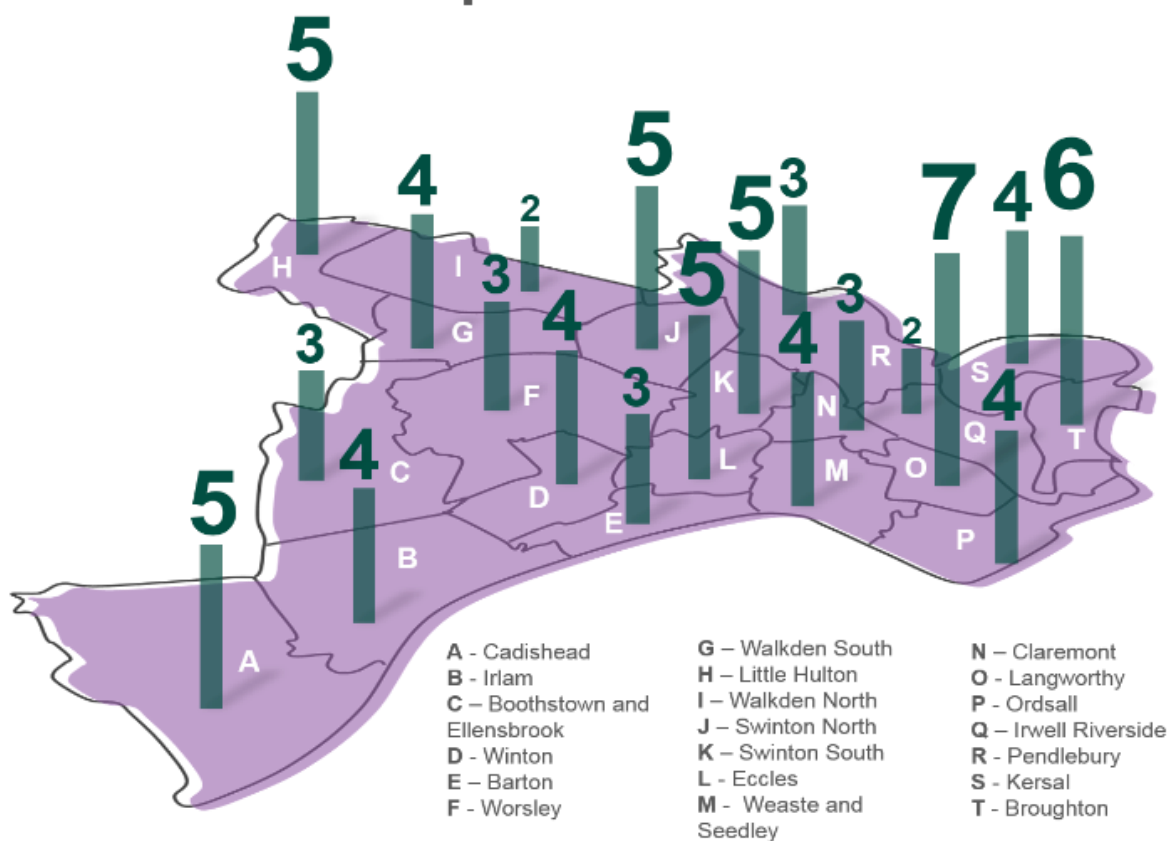 5
5
5
7
6
4
2
3
4
5
3
5
3
2
4
4
3
4
3
4
5
H
I
G
J
F
K
R
S
N
Q
T
C
D
L
M
O
E
P
B
A
A - Cadishead
B - Irlam
C – Boothstown and
Ellensbrook
D - Winton
E – Barton
F – Worsley
G – Walkden South
H – Little Hulton
I – Walkden North
J – Swinton North
K – Swinton South
L - Eccles
M - Weaste and
Seedley
N – Claremont
O - Langworthy
P - Ordsall
Q – Irwell Riverside
R - Pendlebury
S - Kersal
T - Broughton